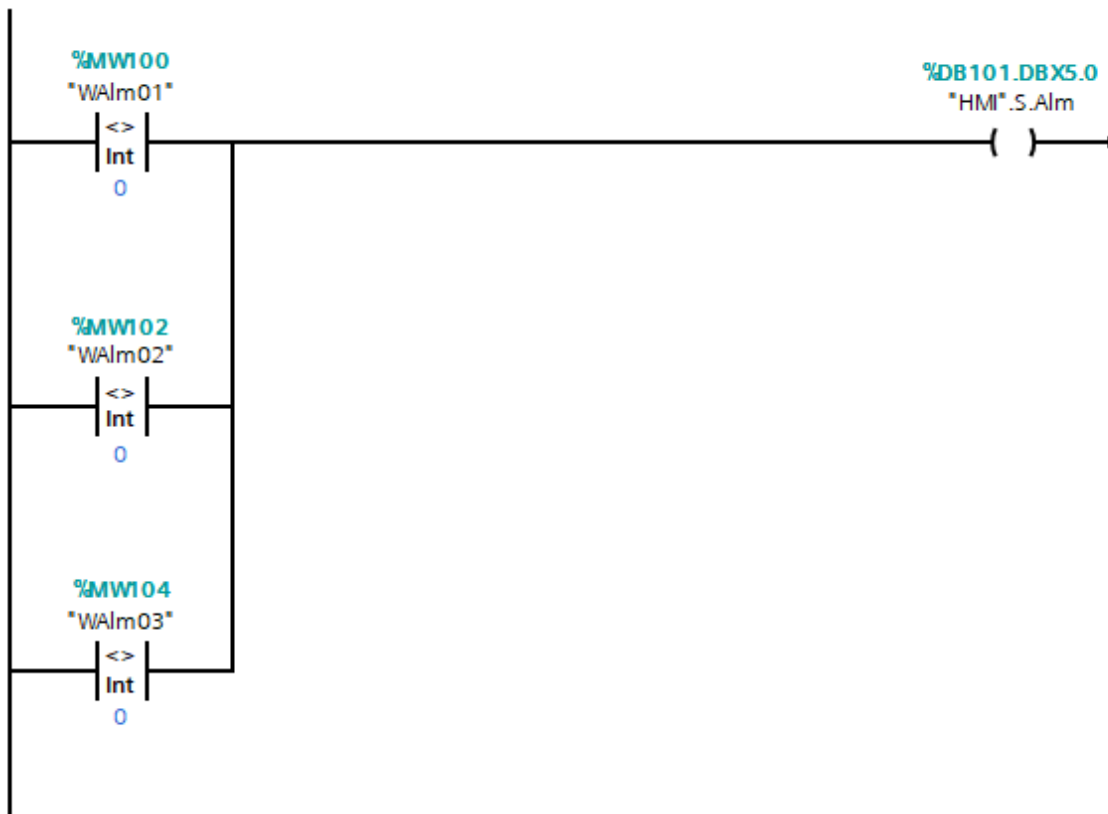 %MW100
"WAlm01"
<>
Int
0
%DB101.DBX5.0
"HMI".S.Alm
( )
%MW102
"WAlm02"
<>
Int
0
%MW104
"WAlm03"
<>
Int
0